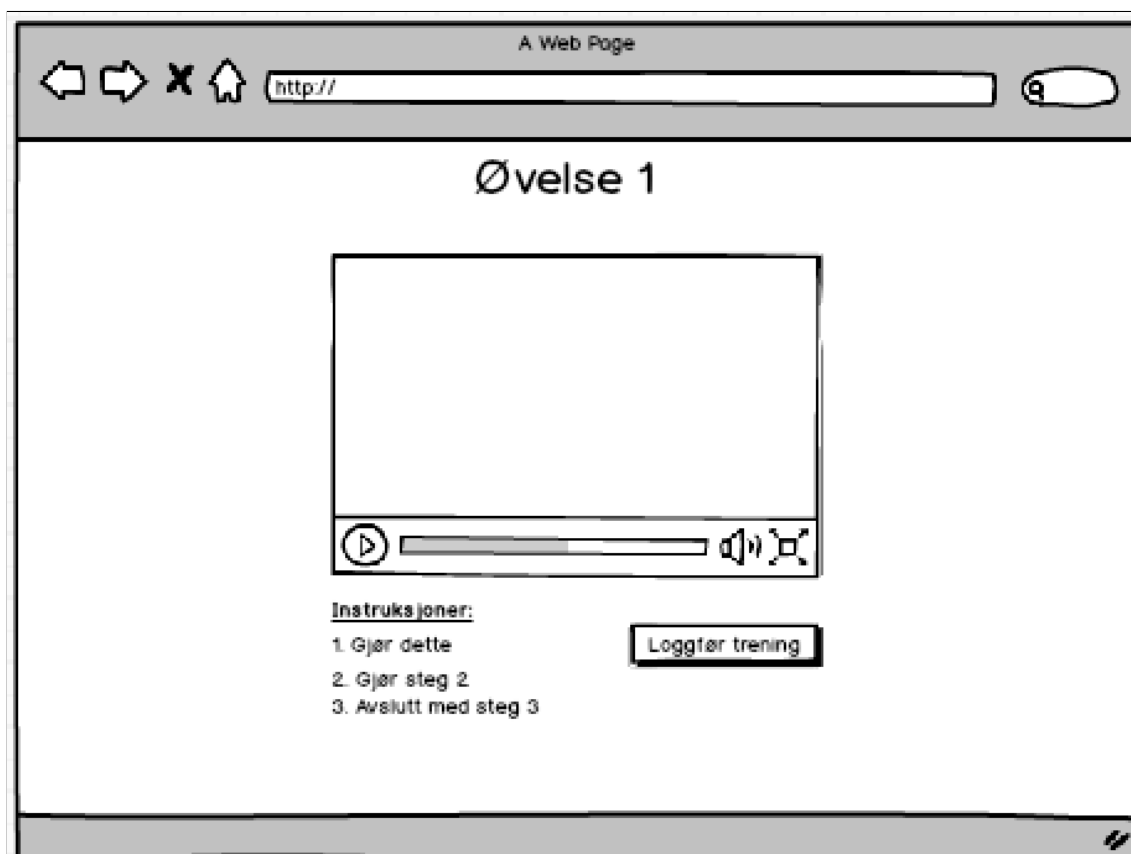 A Web Page
http://
Øvelse 1
Instruksjoner:
1. Gjør dette
Loggfør trening
2. Gjør steg 2
3. Avslutt med steg 3